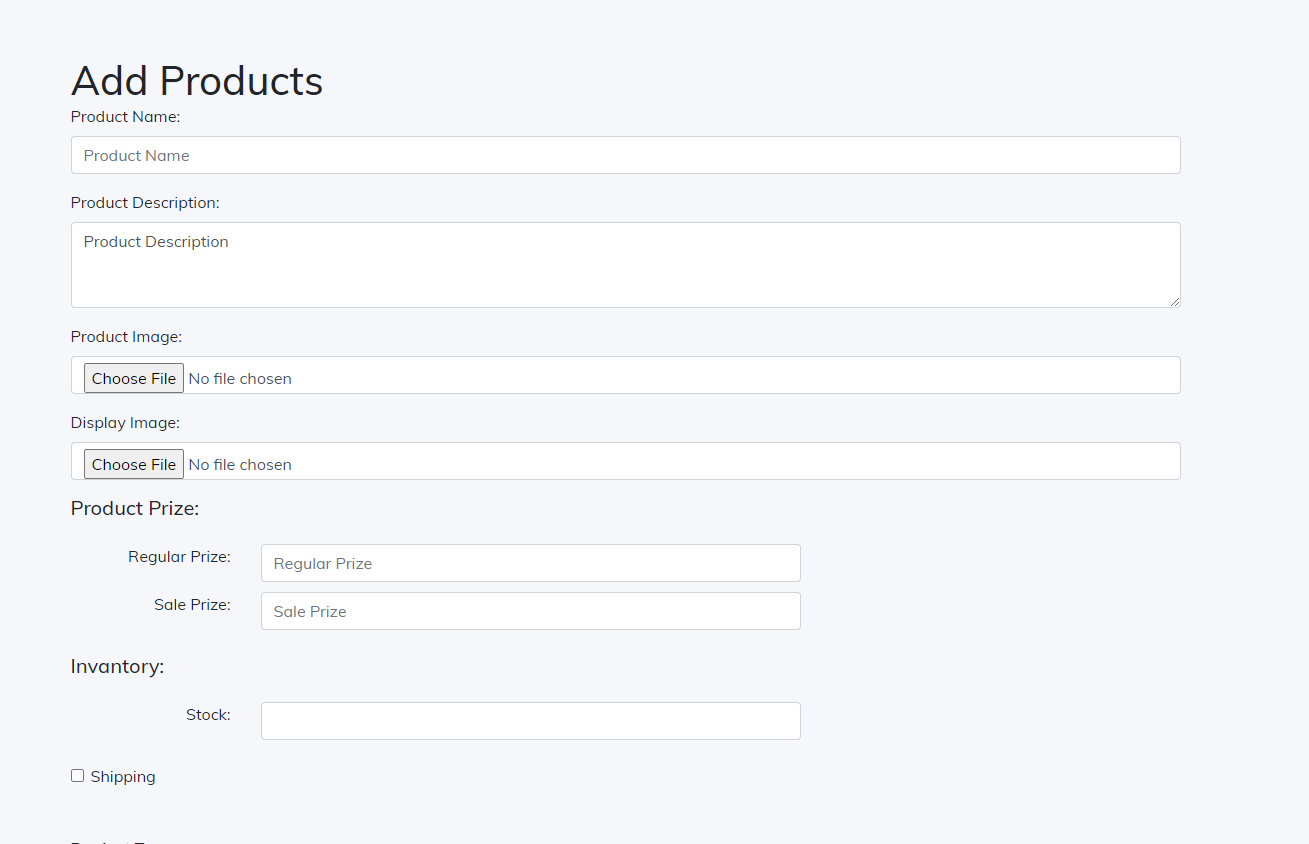 Add Products
Product Name:
Product Name
Product Description:
Product Description
Product Image:
Choose File No file chosen
Display Image:
Choose File No file chosen
Product Prize:
Regular Prize: Regular Prize
Sale Prize: Sale Prize
Invantory:
Stock:
Shipping